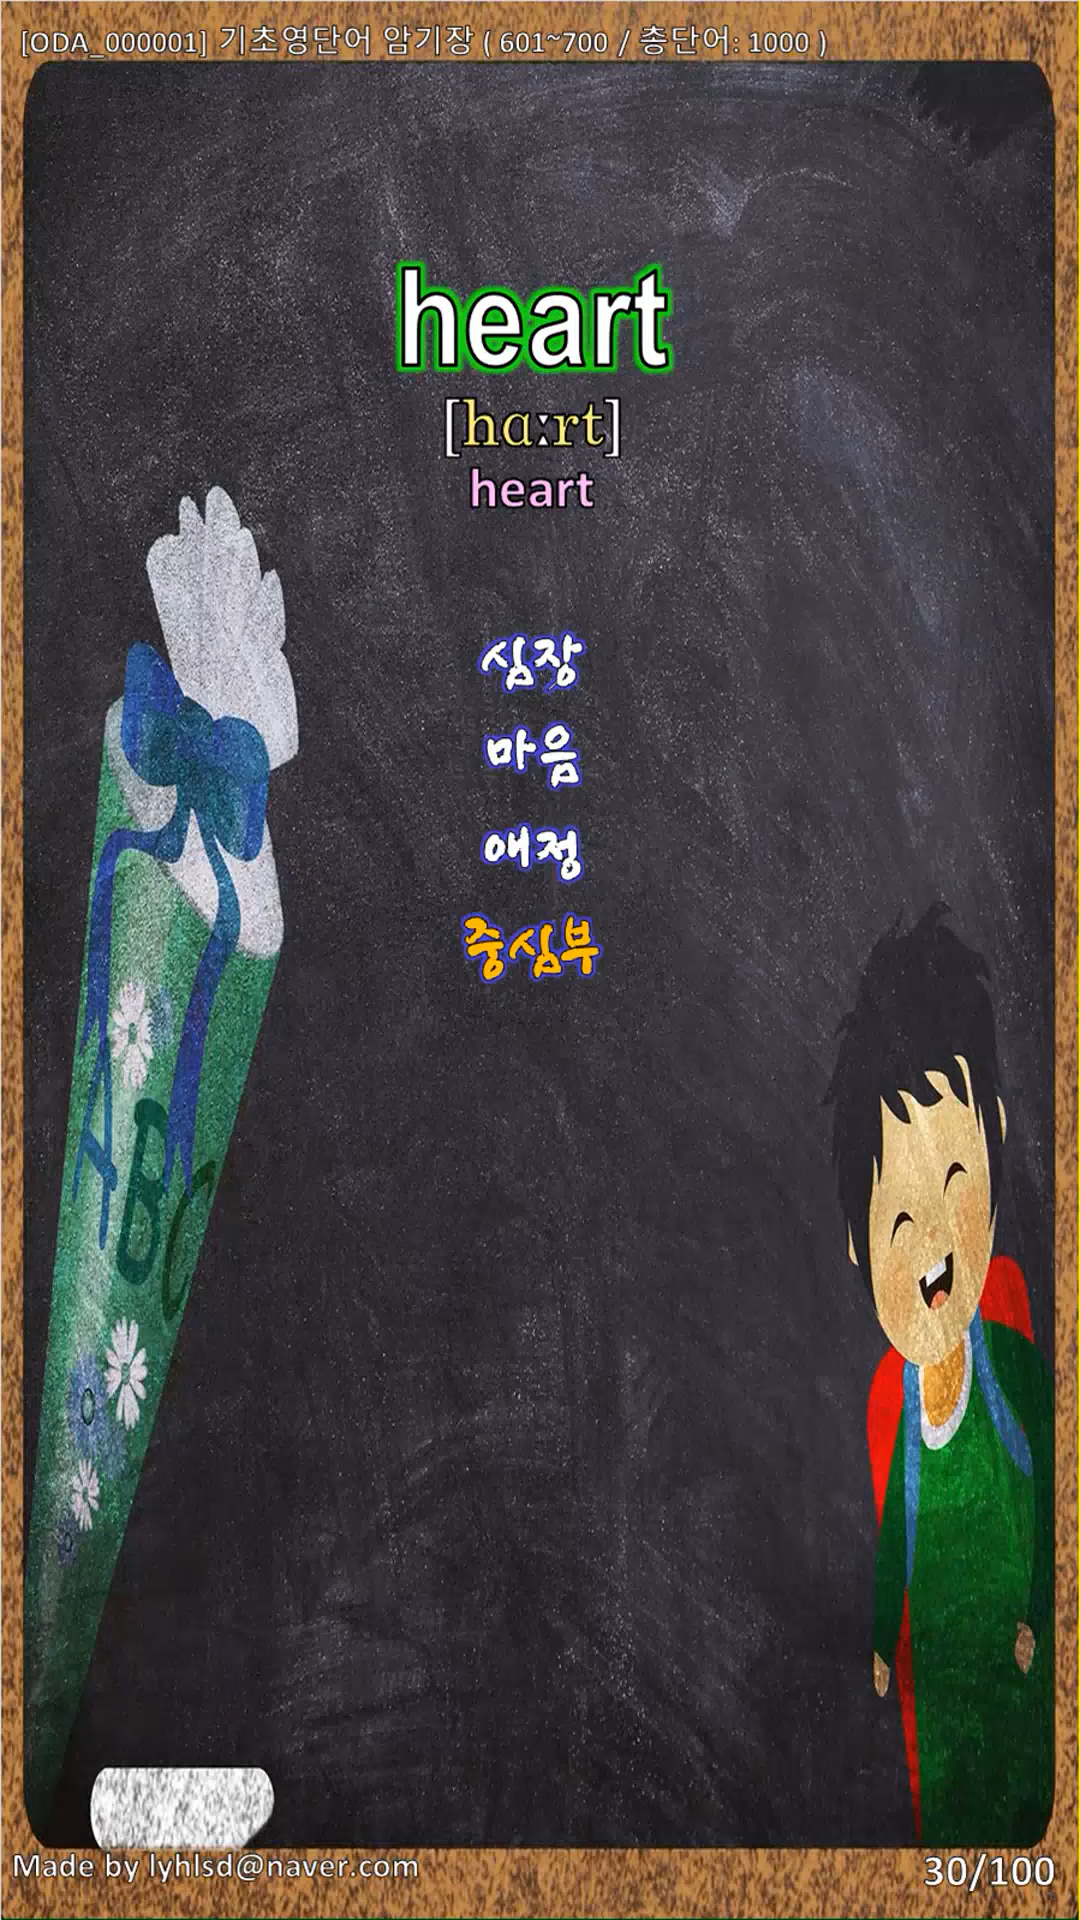 [ODA_000001] 기초영단어 암기장 ( 601~700 / 총단어: 1000 )
heart
[hɑːrt]
heart
심장
마음
애정
중심부
ABC
Made by lyhlsd@naver.com
30/100